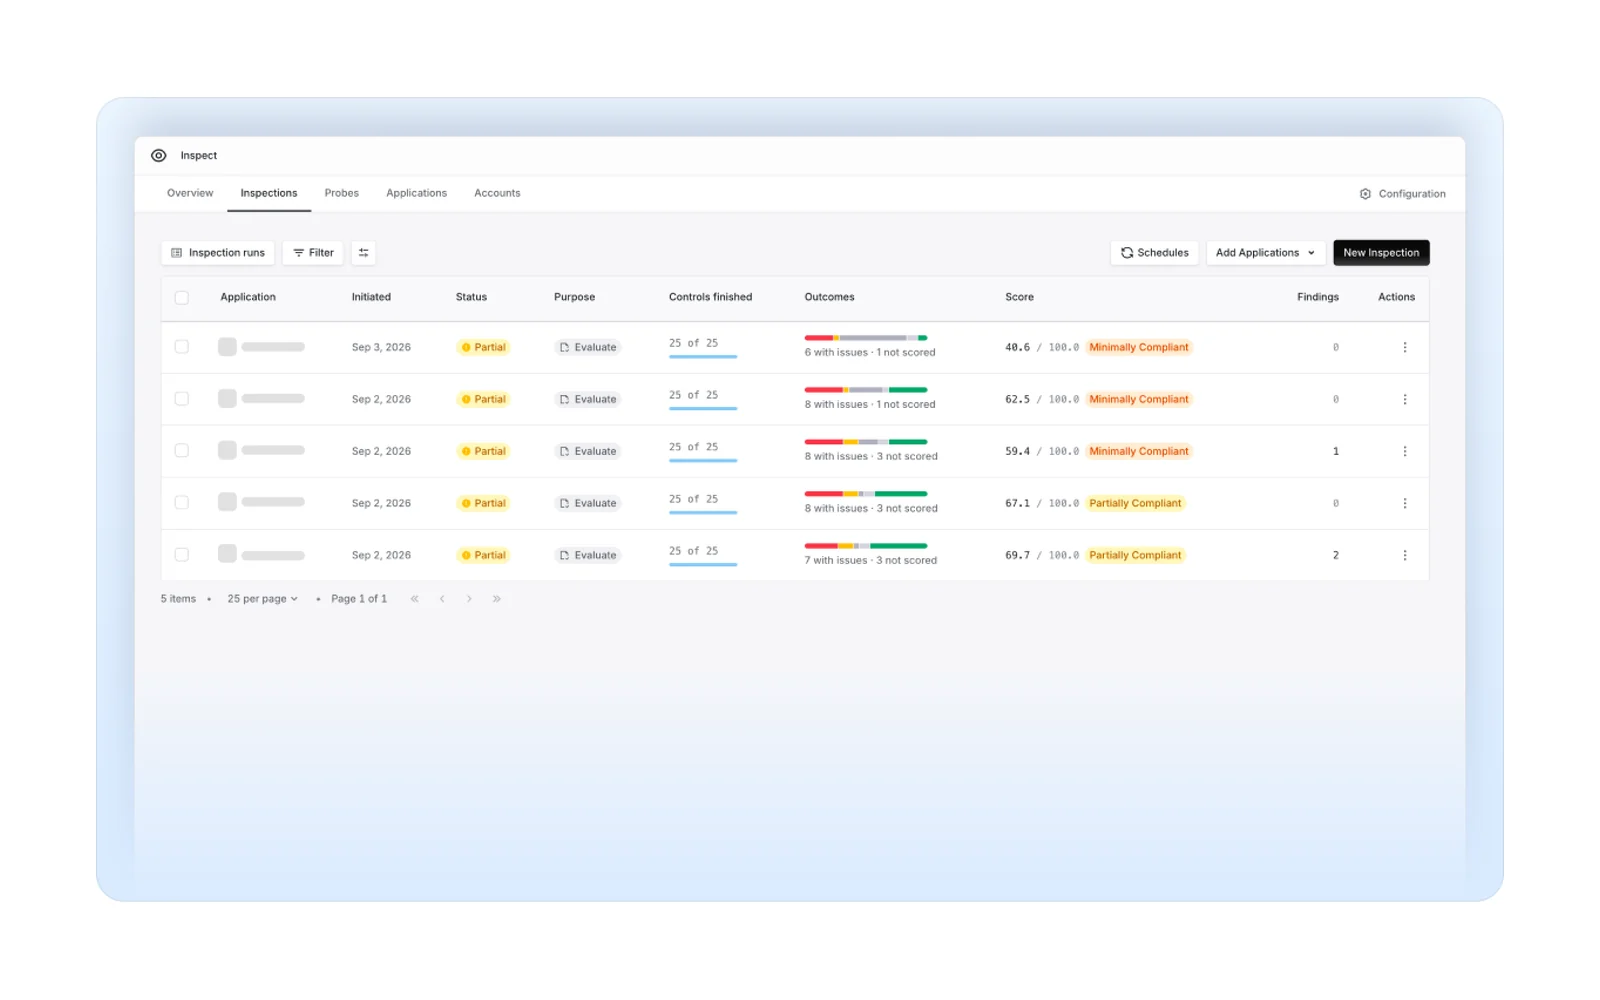 Inspect
Overview Inspections Probes Applications Accounts Configuration
Inspection runs Filter Schedules Add Applications New Inspection
Application Initiated Status Purpose Controls finished Outcomes Score Findings Actions
Sep 3, 2026 Partial Evaluate 25 of 25 6 with issues · 1 not scored 40.6 / 100.0 Minimally Compliant 0
Sep 2, 2026 Partial Evaluate 25 of 25 8 with issues · 1 not scored 62.5 / 100.0 Minimally Compliant 0
Sep 2, 2026 Partial Evaluate 25 of 25 8 with issues · 3 not scored 59.4 / 100.0 Minimally Compliant 1
Sep 2, 2026 Partial Evaluate 25 of 25 8 with issues · 3 not scored 67.1 / 100.0 Partially Compliant 0
Sep 2, 2026 Partial Evaluate 25 of 25 7 with issues · 3 not scored 69.7 / 100.0 Partially Compliant 2
5 items • 25 per page • Page 1 of 1 « ‹ › »